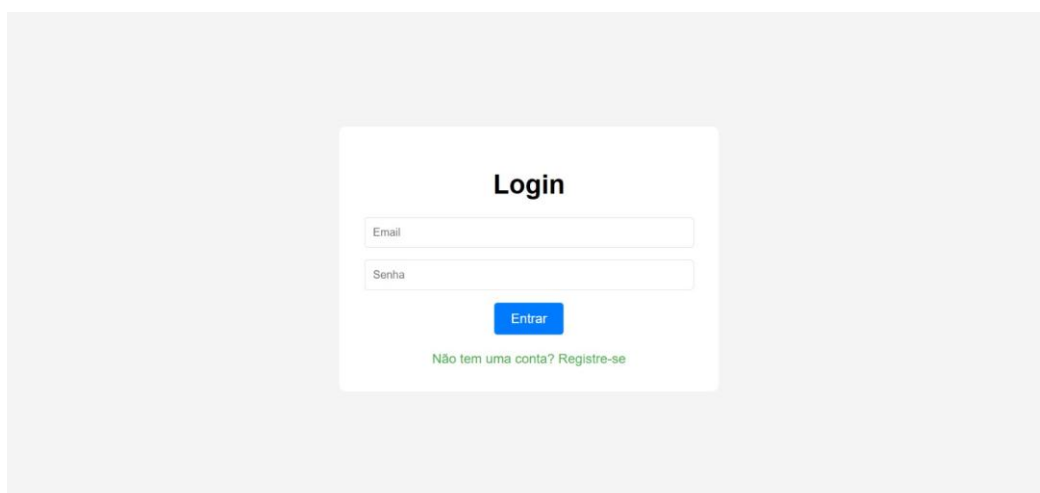 Login
Email
Senha
Entrar
Não tem uma conta? Registre-se